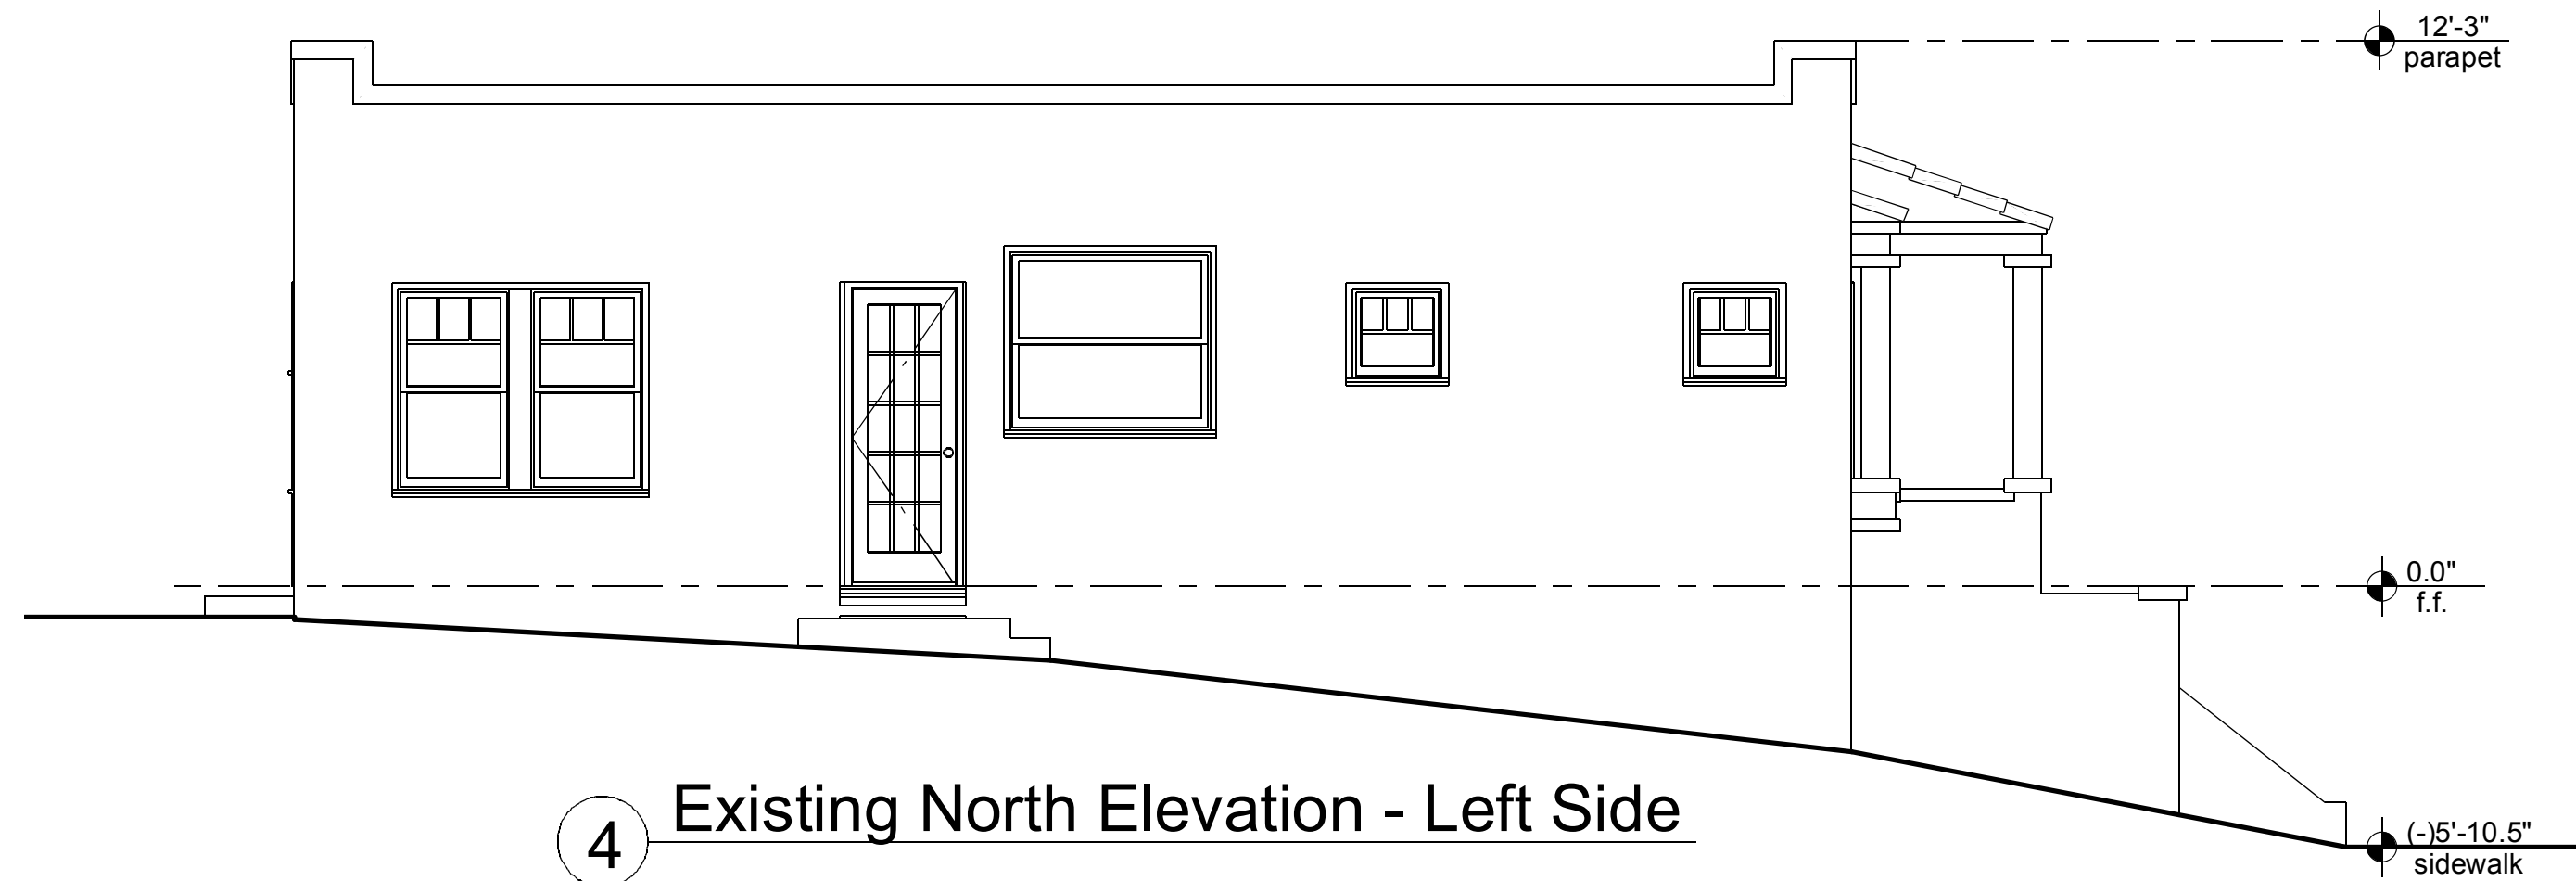 12'-3"
parapet
0.0"
f.f.
4
Existing North Elevation - Left Side
(-)5'-10.5"
sidewalk